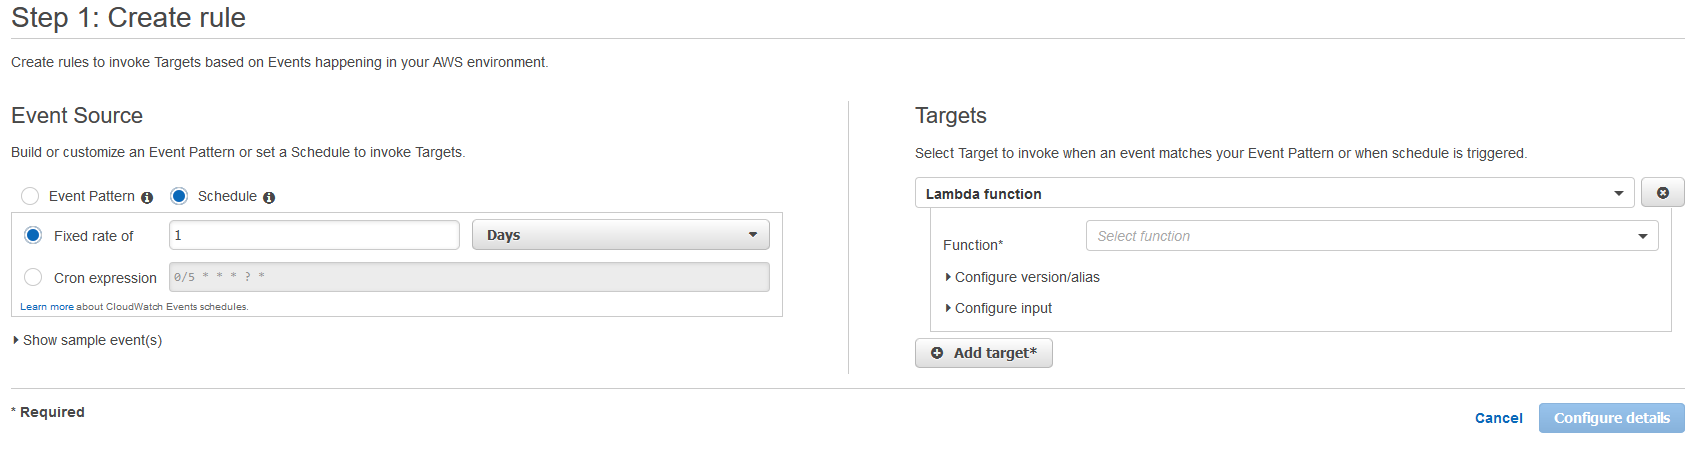 Step 1: Create rule
Create rules to invoke Targets based on Events happening in your AWS environment.
Event Source
Build or customize an Event Pattern or set a Schedule to invoke Targets.
Event Pattern
Schedule
Fixed rate of
1
Days
Cron expression
0/5 * * * ? *
Learn more about CloudWatch Events schedules.
Show sample event(s)
Targets
Select Target to invoke when an event matches your Event Pattern or when schedule is triggered.
Lambda function
Function*
Select function
Configure version/alias
Configure input
Add target*
* Required
Cancel
Configure details